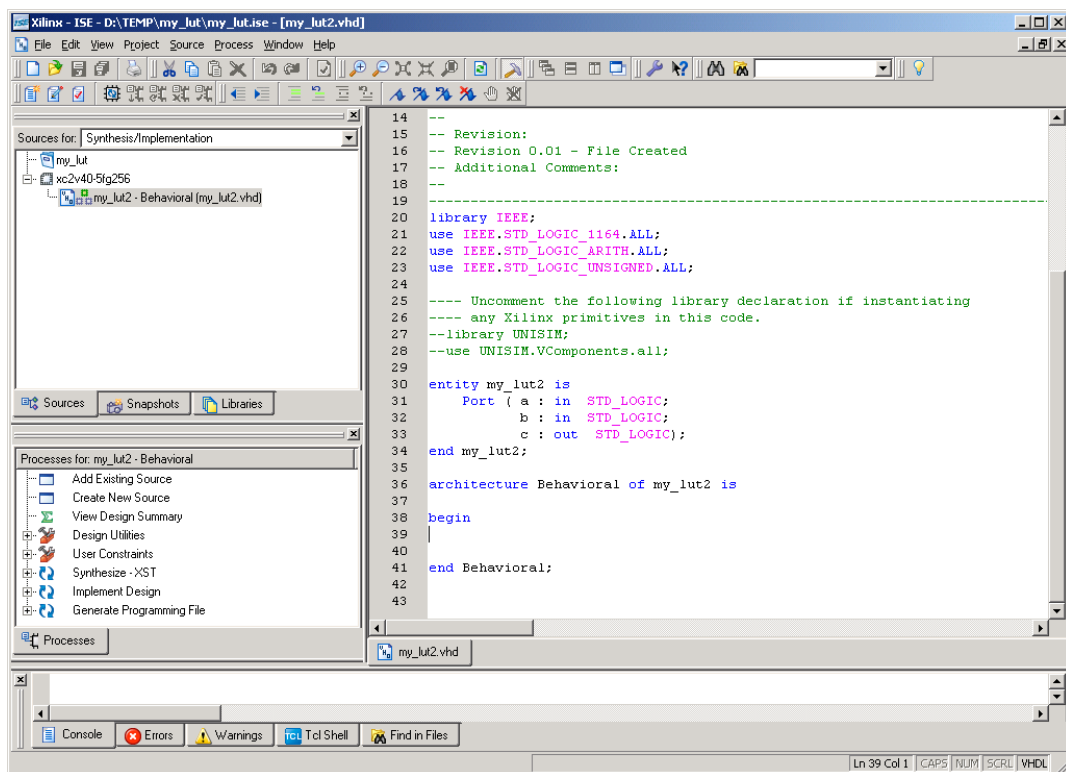 Xilinx - ISE - D:\TEMP\my_lut\my_lut.ise - [my_lut2.vhd]
File Edit View Project Source Process Window Help
Sources for: Synthesis/Implementation
my_lut
xc2v40-5fg256
my_lut2 - Behavioral (my_lut2.vhd)
Sources Snapshots Libraries
Processes for: my_lut2 - Behavioral
Add Existing Source
Create New Source
View Design Summary
Design Utilities
User Constraints
Synthesize - XST
Implement Design
Generate Programming File
Processes
14 --
15 -- Revision:
16 -- Revision 0.01 - File Created
17 -- Additional Comments:
18 --
19 ----------------------------------------------------------------------------------
20 library IEEE;
21 use IEEE.STD_LOGIC_1164.ALL;
22 use IEEE.STD_LOGIC_ARITH.ALL;
23 use IEEE.STD_LOGIC_UNSIGNED.ALL;
24
25 ---- Uncomment the following library declaration if instantiating
26 ---- any Xilinx primitives in this code.
27 --library UNISIM;
28 --use UNISIM.VComponents.all;
29
30 entity my_lut2 is
31     Port ( a : in  STD_LOGIC;
32            b : in  STD_LOGIC;
33            c : out  STD_LOGIC);
34 end my_lut2;
35
36 architecture Behavioral of my_lut2 is
37
38 begin
39
40
41 end Behavioral;
42
43
my_lut2.vhd
Console Errors Warnings TCL Tcl Shell Find in Files
Ln 39 Col 1 CAPS NUM SCRL VHDL